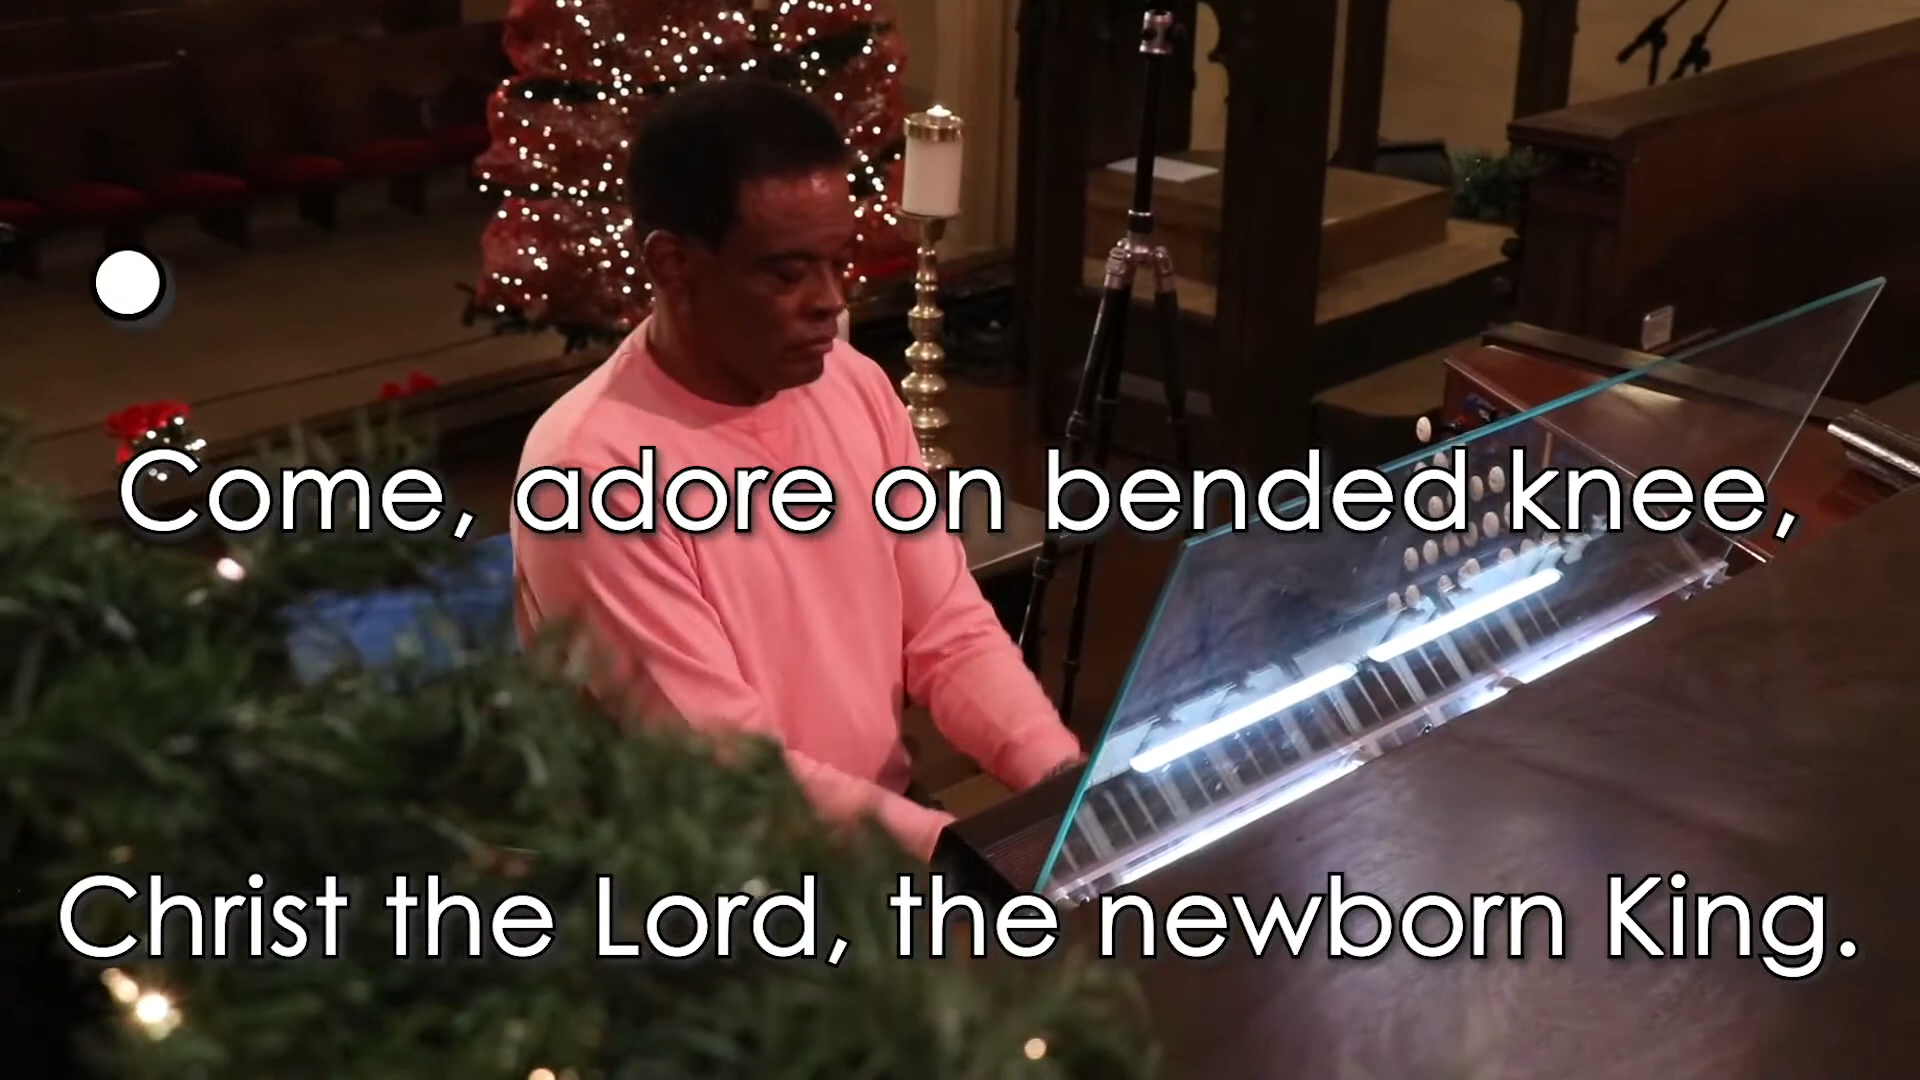 Come, adore on bended knee,
Christ the Lord, the newborn King.